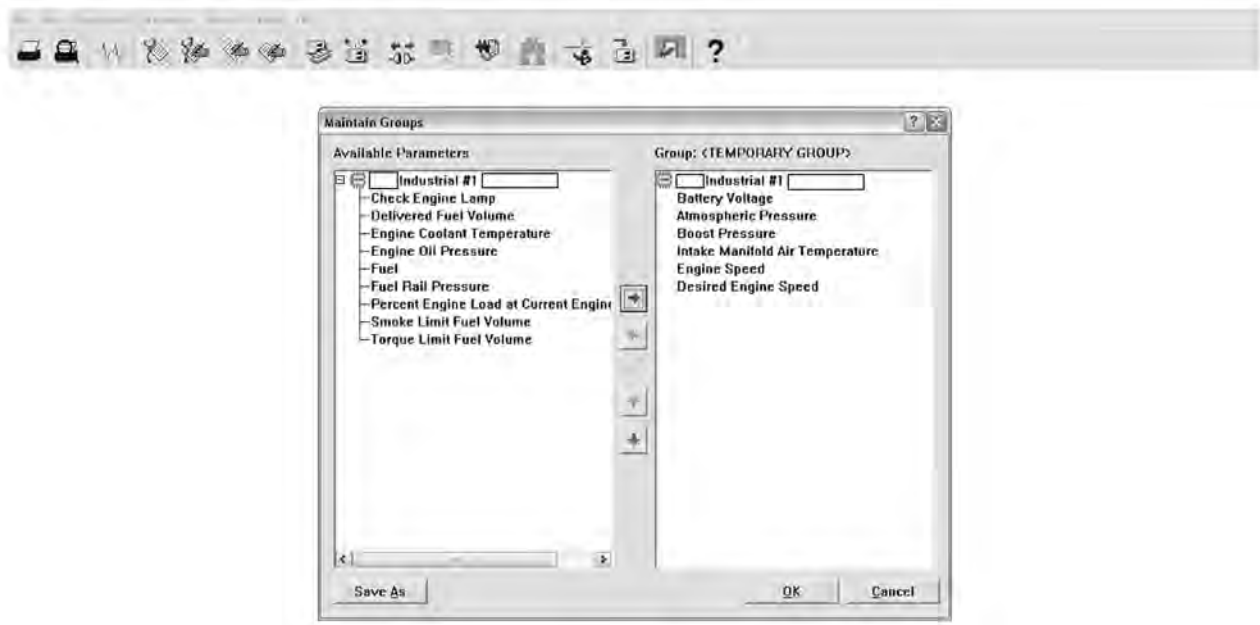 Maintain Groups
Available Parameters
Group: <TEMPORARY GROUP>
Industrial #1
Check Engine Lamp
Delivered Fuel Volume
Engine Coolant Temperature
Engine Oil Pressure
Fuel
Fuel Rail Pressure
Percent Engine Load at Current Engine
Smoke Limit Fuel Volume
Torque Limit Fuel Volume
Industrial #1
Battery Voltage
Atmospheric Pressure
Boost Pressure
Intake Manifold Air Temperature
Engine Speed
Desired Engine Speed
Save As
OK
Cancel